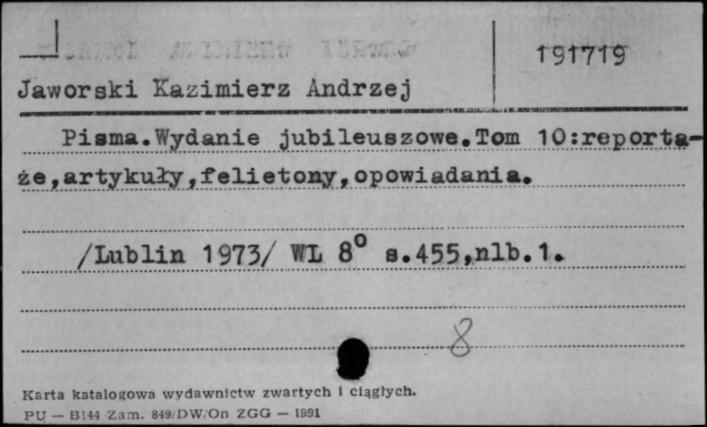 191719
Jaworski Kazimierz Andrzej
Pisma.Wydanie jubileuszowe.Tom 10:reporta-
że,artykuły,felietony,opowiadania.
/Lublin 1973/ WL 8° s.455,nlb.1.
8
Karta katalogowa wydawnictw zwartych i ciągłych.
PU — B144 Zam. 849/DW/On ZGG — 1991